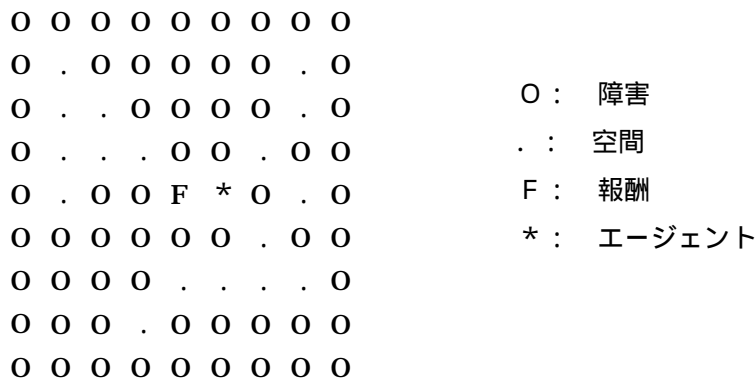 O O O O O O O O O
O . O O O O O . O
O . . O O O O . O
O . . . O O . O O
O . O O F * O . O
O O O O O O . O O
O O O O . . . . O
O O O . O O O O O
O O O O O O O O O
O : 障害
. : 空間
F : 報酬
* : エージェント